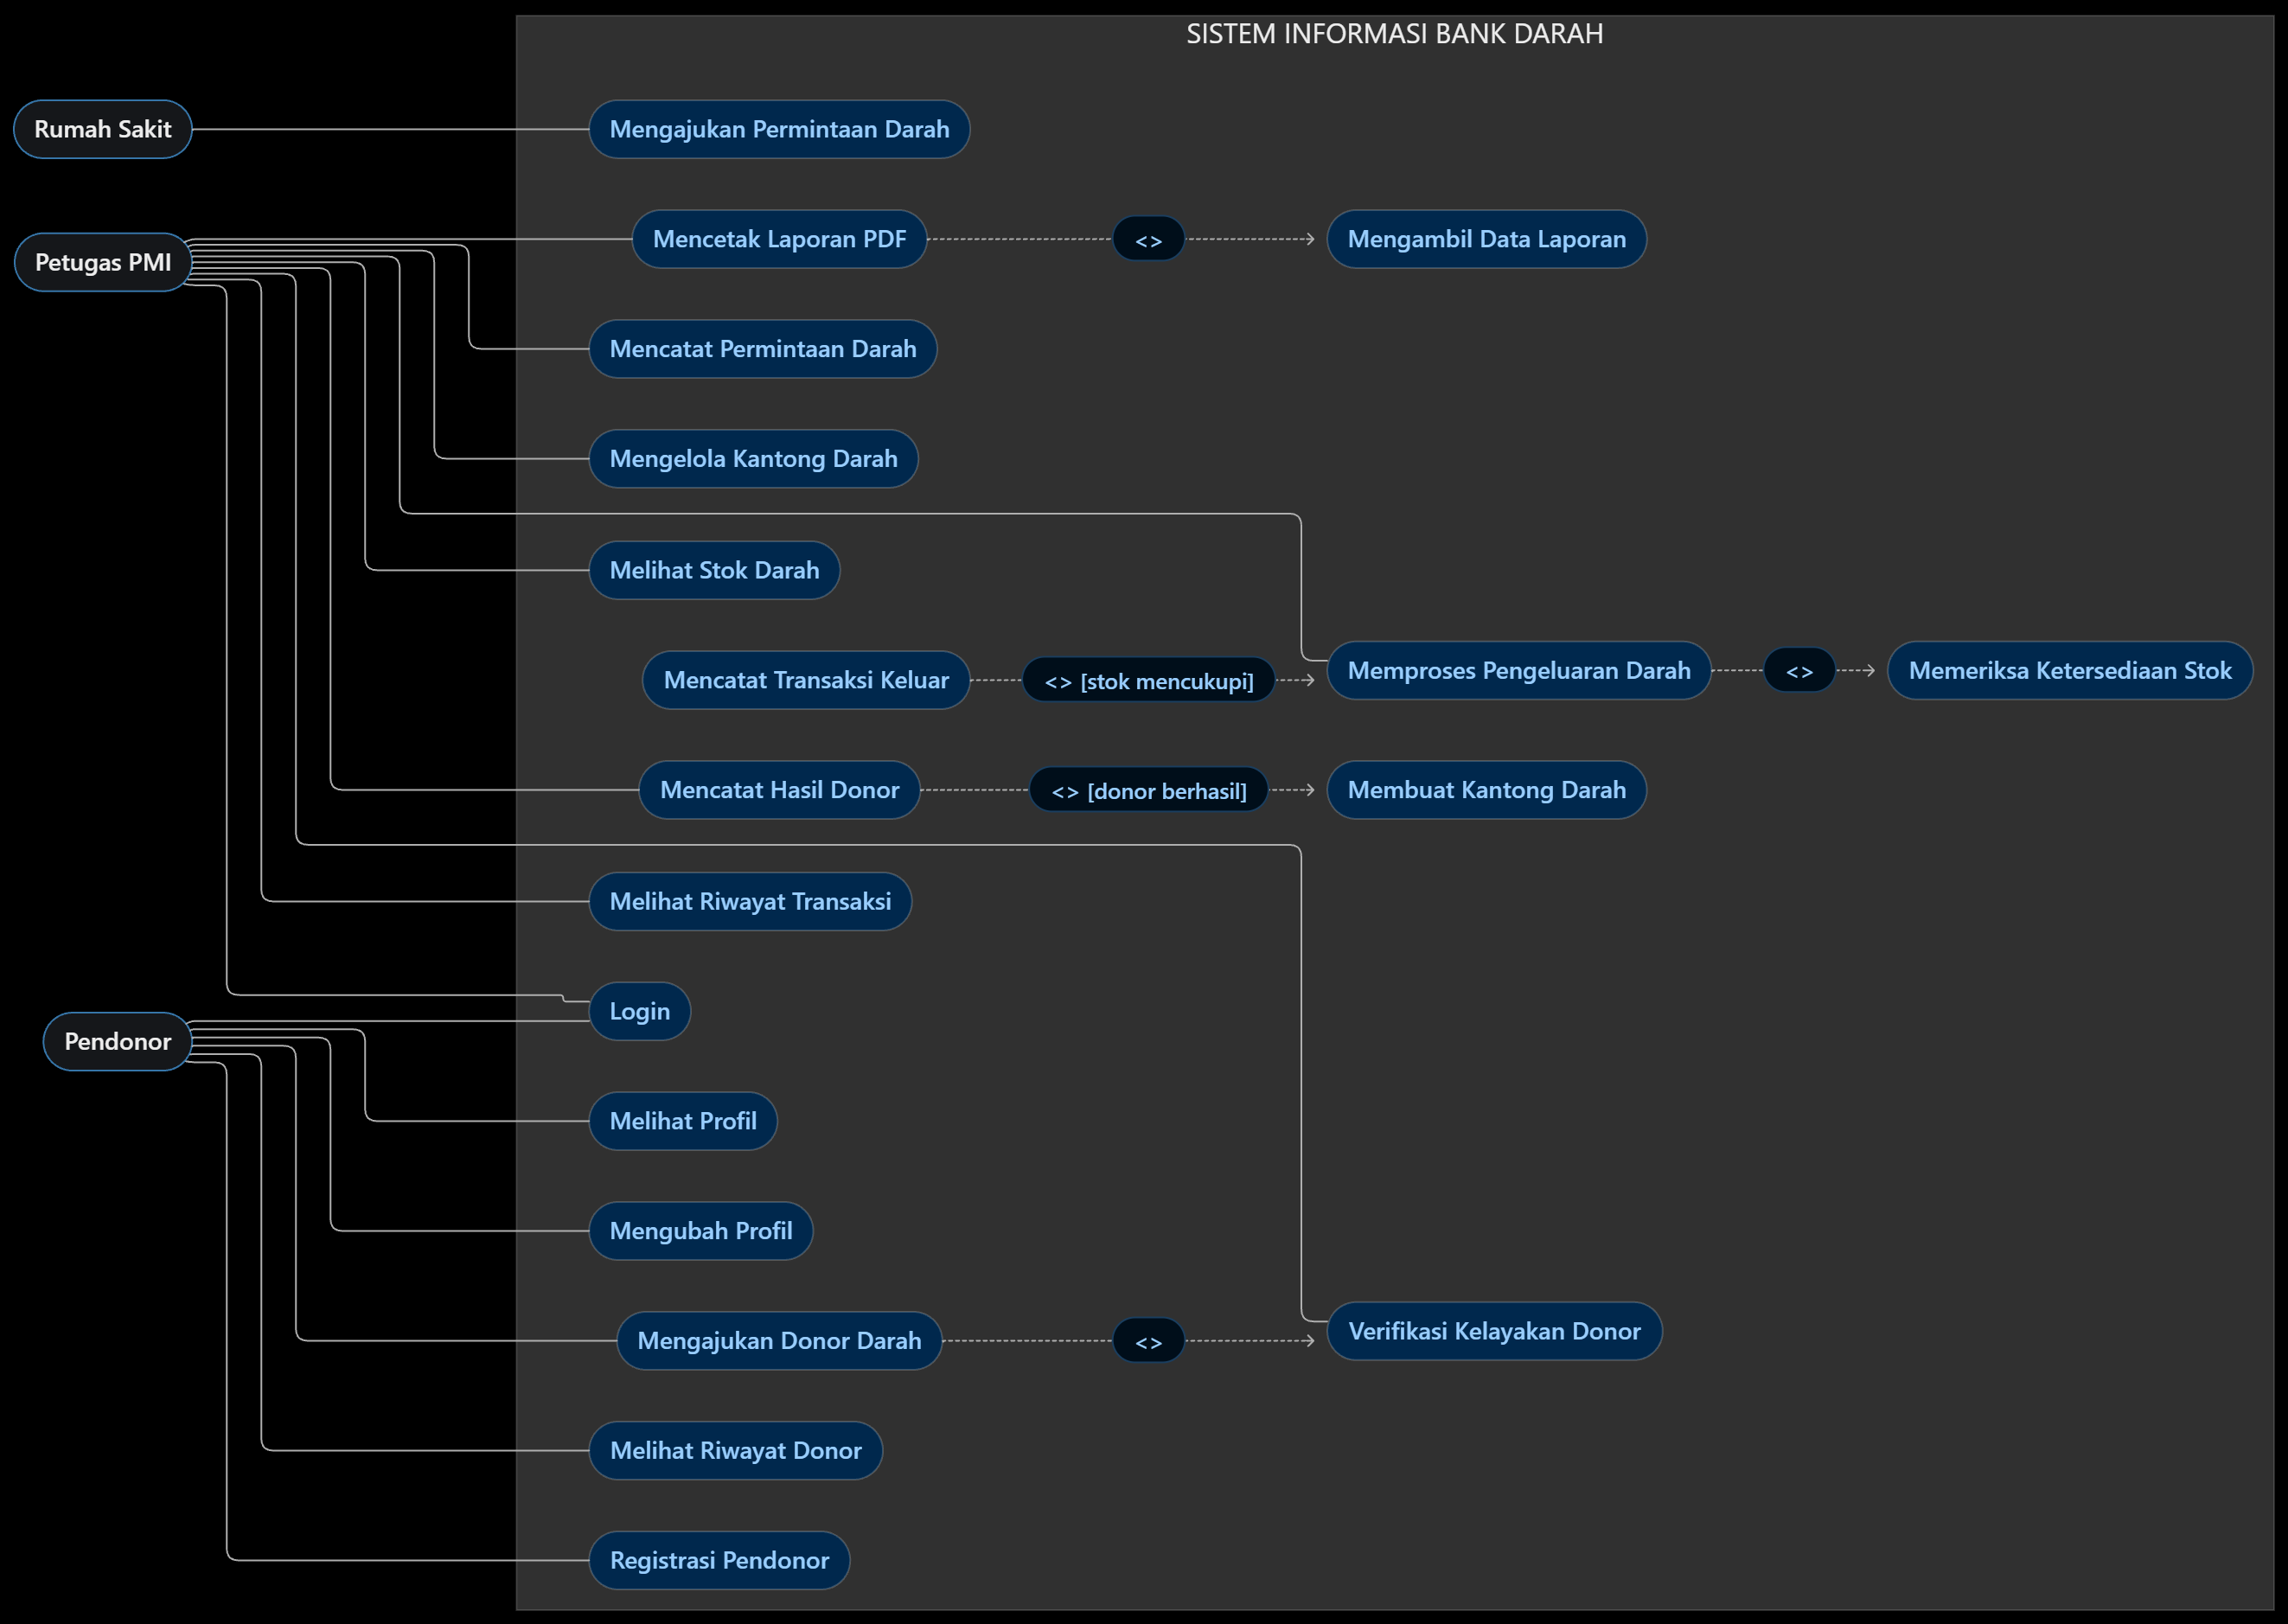 SISTEM INFORMASI BANK DARAH
Rumah Sakit
Mengajukan Permintaan Darah
Petugas PMI
Mencetak Laporan PDF
<>
Mengambil Data Laporan
Mencatat Permintaan Darah
Mengelola Kantong Darah
Melihat Stok Darah
Mencatat Transaksi Keluar
<> [stok mencukupi]
Memproses Pengeluaran Darah
<>
Memeriksa Ketersediaan Stok
Mencatat Hasil Donor
<> [donor berhasil]
Membuat Kantong Darah
Melihat Riwayat Transaksi
Login
Pendonor
Melihat Profil
Mengubah Profil
Mengajukan Donor Darah
<>
Verifikasi Kelayakan Donor
Melihat Riwayat Donor
Registrasi Pendonor